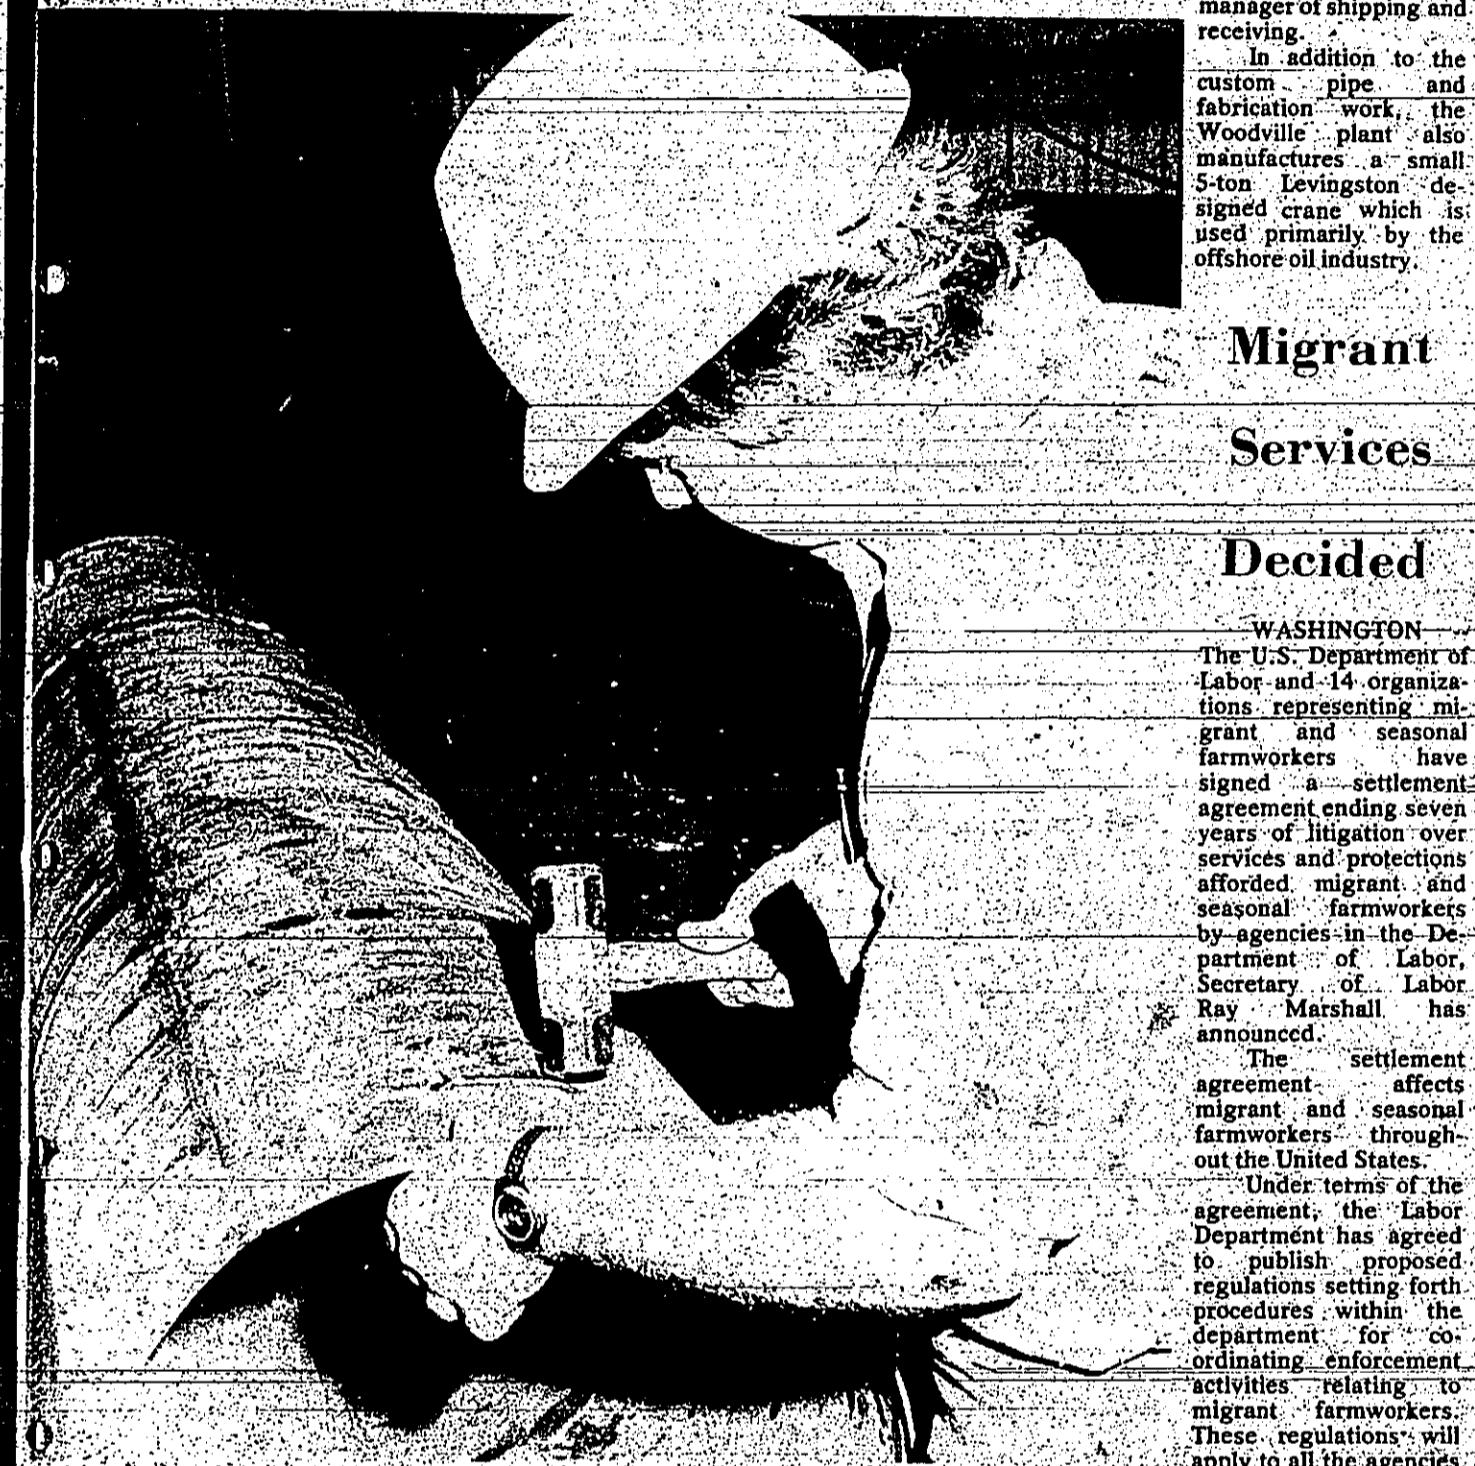 manager of shipping and
receiving.
In addition to the
custom pipe and
fabrication work, the
Woodville plant also
manufactures a small
5-ton Levingston de-
signed crane which is
used primarily by the
offshore oil industry.
Migrant
Services
Decided
WASHINGTON
The U.S. Department of
Labor and 14 organiza-
tions representing mi-
grant and seasonal
farmworkers have
signed a settlement
agreement ending seven
years of litigation over
services and protections
afforded migrant and
seasonal farmworkers
by agencies in the De-
partment of Labor,
Secretary of Labor
Ray Marshall has
announced.
The settlement
agreement affects
migrant and seasonal
farmworkers through-
out the United States.
Under terms of the
agreement, the Labor
Department has agreed
to publish proposed
regulations setting forth
procedures within the
department for co-
ordinating enforcement
activities relating to
migrant farmworkers.
These regulations will
apply to all the agencies